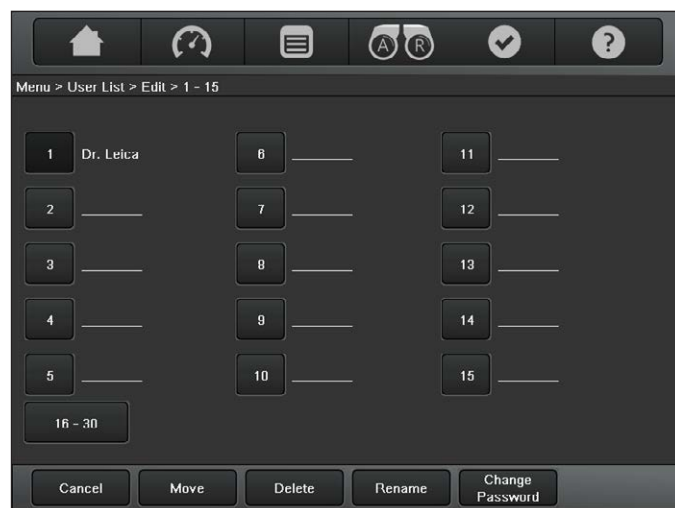 A R ?
Menu > User List > Edit > 1 - 15
1 Dr. Leica 6 11
2 7 12
3 8 13
4 9 14
5 10 15
16 - 30
Cancel Move Delete Rename Change Password